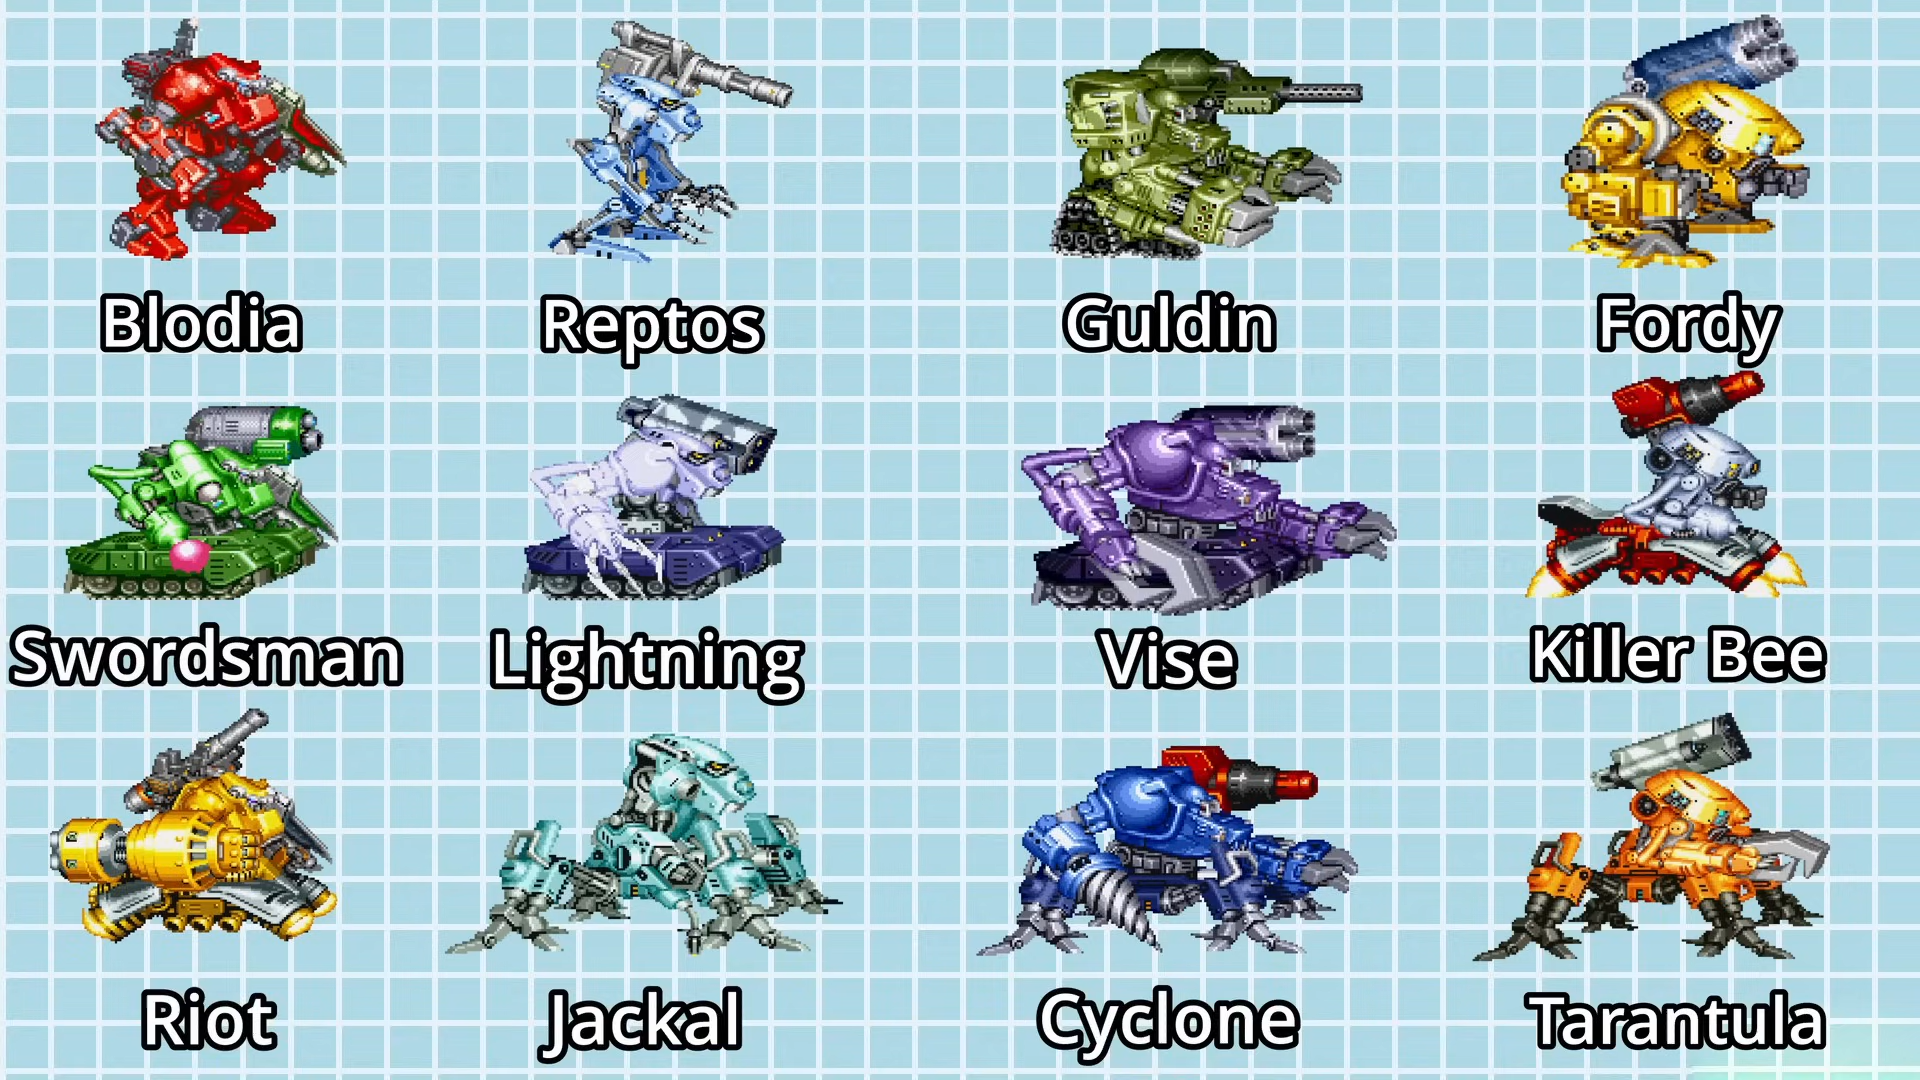 Blodia
Reptos
Guldin
Fordy
Swordsman
Lightning
Vise
Killer Bee
Riot
Jackal
Cyclone
Tarantula